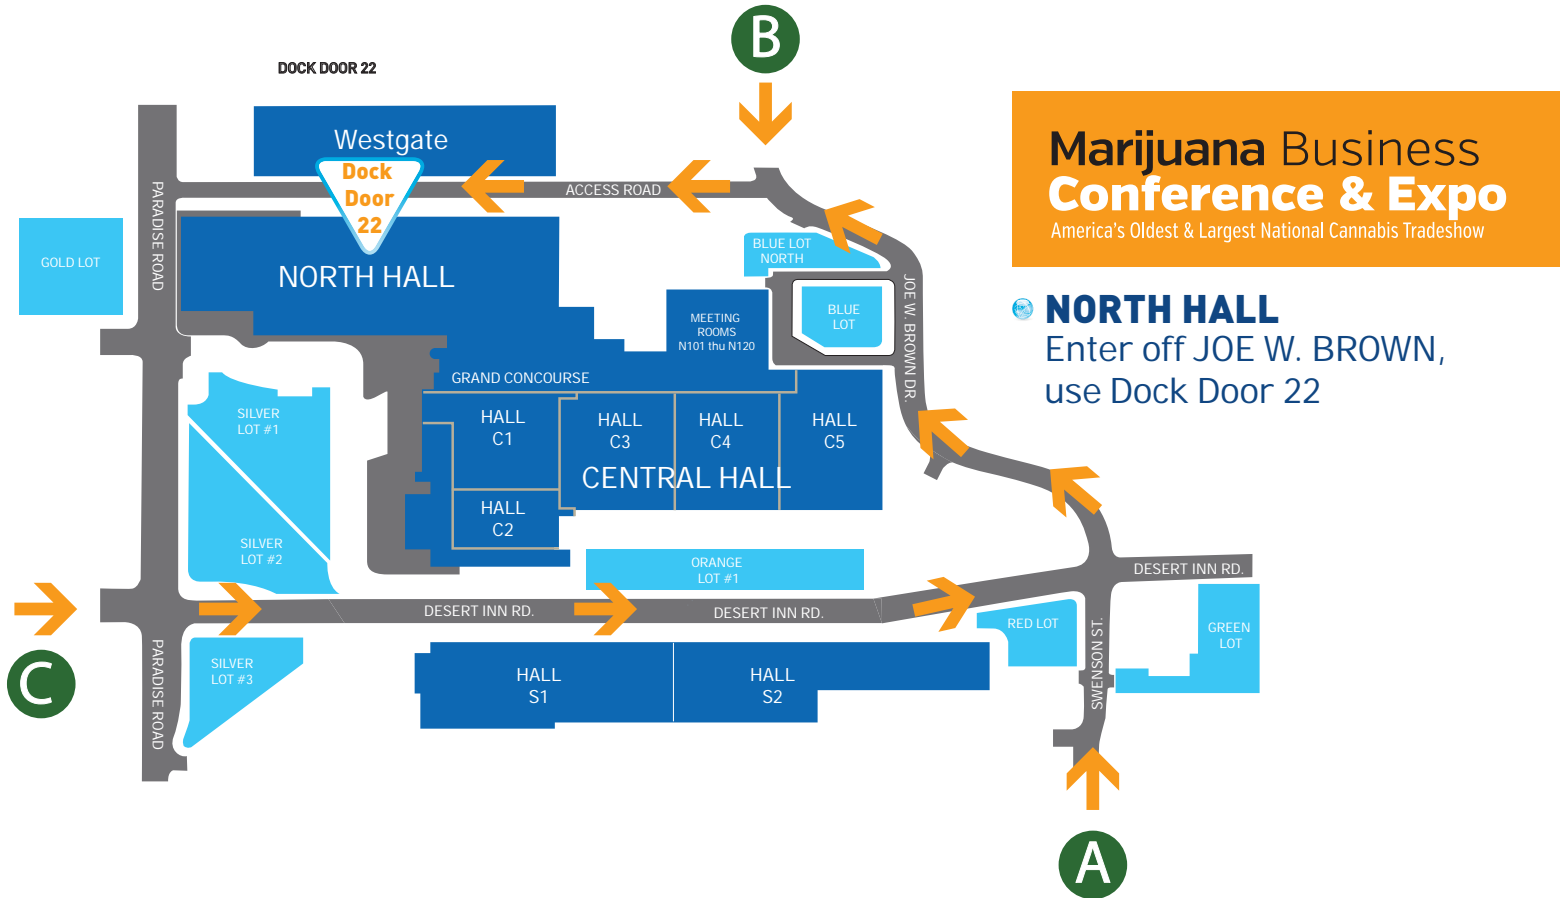 B
DOCK DOOR 22
Westgate
Dock
Door
22
ACCESS ROAD
PARADISE ROAD
GOLD LOT
NORTH HALL
BLUE LOT
NORTH
BLUE
LOT
JOE W. BROWN DR.
MEETING
ROOMS
N101 thu N120
GRAND CONCOURSE
HALL
C1
HALL
C3
HALL
C4
HALL
C5
CENTRAL HALL
HALL
C2
SILVER
LOT #1
SILVER
LOT #2
ORANGE
LOT #1
DESERT INN RD.
DESERT INN RD.
DESERT INN RD.
RED LOT
GREEN
LOT
SWENSON ST.
PARADISE ROAD
SILVER
LOT #3
HALL
S1
HALL
S2
C
A
Marijuana Business
Conference & Expo
America's Oldest & Largest National Cannabis Tradeshow
NORTH HALL
Enter off JOE W. BROWN,
use Dock Door 22